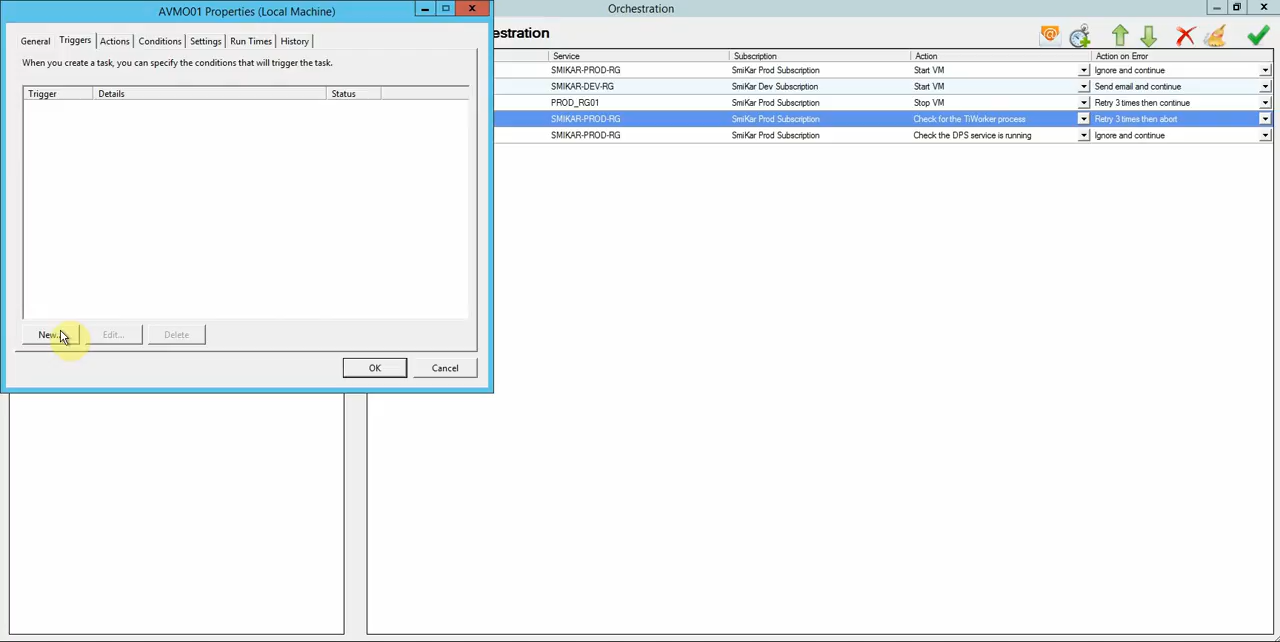 AVMO01 Properties (Local Machine)
Orchestration
General Triggers Actions Conditions Settings Run Times History
When you create a task, you can specify the conditions that will trigger the task.
Trigger Details Status
New... Edit... Delete
OK Cancel
estration
Service Subscription Action Action on Error
SMIKAR-PROD-RG SmiKar Prod Subscription Start VM Ignore and continue
SMIKAR-DEV-RG SmiKar Dev Subscription Start VM Send email and continue
PROD_RG01 SmiKar Prod Subscription Stop VM Retry 3 times then continue
SMIKAR-PROD-RG SmiKar Prod Subscription Check for the TiWorker process Retry 3 times then abort
SMIKAR-PROD-RG SmiKar Prod Subscription Check the DPS service is running Ignore and continue